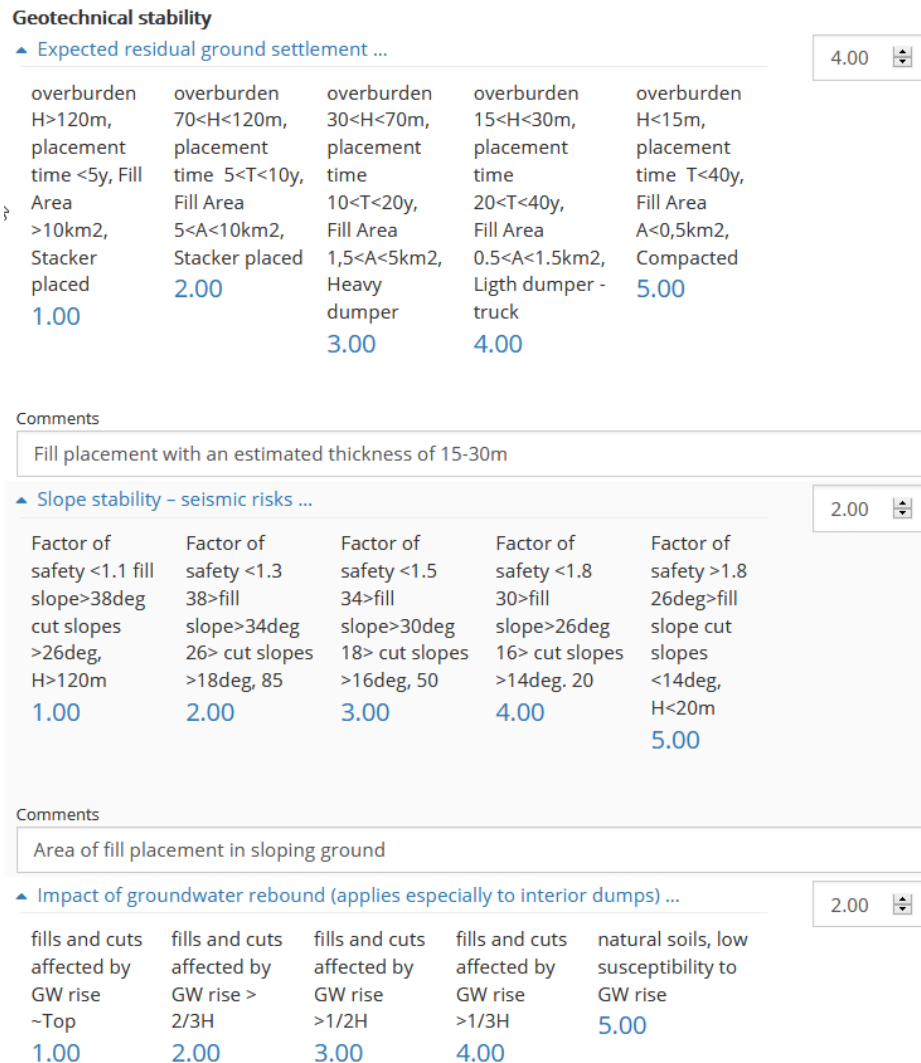 Geotechnical stability
Expected residual ground settlement ...
4.00
overburden
H>120m,
placement
time <5y, Fill
Area
>10km2,
Stacker
placed
1.00
overburden
70<H<120m,
placement
time 5<T<10y,
Fill Area
5<A<10km2,
Stacker placed
2.00
overburden
30<H<70m,
placement
time
10<T<20y,
Fill Area
1,5<A<5km2,
Heavy
dumper
3.00
overburden
15<H<30m,
placement
time
20<T<40y,
Fill Area
0.5<A<1.5km2,
Ligth dumper -
truck
4.00
overburden
H<15m,
placement
time T<40y,
Fill Area
A<0,5km2,
Compacted
5.00
Comments
Fill placement with an estimated thickness of 15-30m
Slope stability – seismic risks ...
2.00
Factor of
safety <1.1 fill
slope>38deg
cut slopes
>26deg,
H>120m
1.00
Factor of
safety <1.3
38>fill
slope>34deg
26> cut slopes
>18deg, 85
2.00
Factor of
safety <1.5
34>fill
slope>30deg
18> cut slopes
>16deg, 50
3.00
Factor of
safety <1.8
30>fill
slope>26deg
16> cut slopes
>14deg. 20
4.00
Factor of
safety >1.8
26deg>fill
slope cut
slopes
<14deg,
H<20m
5.00
Comments
Area of fill placement in sloping ground
Impact of groundwater rebound (applies especially to interior dumps) ...
2.00
fills and cuts
affected by
GW rise
~Top
1.00
fills and cuts
affected by
GW rise >
2/3H
2.00
fills and cuts
affected by
GW rise
>1/2H
3.00
fills and cuts
affected by
GW rise
>1/3H
4.00
natural soils, low
susceptibility to
GW rise
5.00